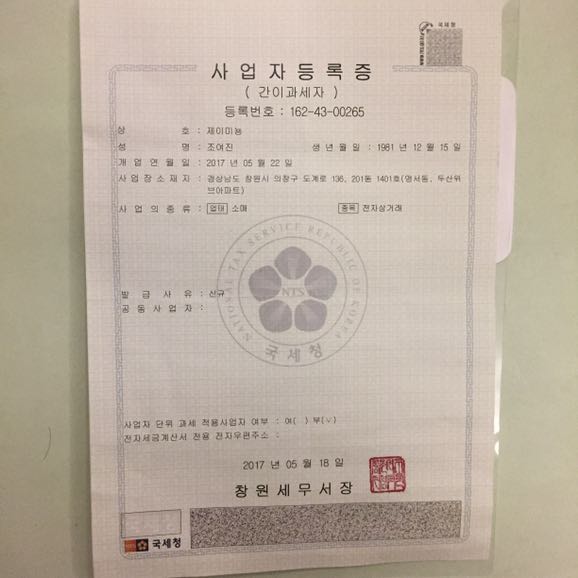 국세청
사업자등록증
( 간이과세자 )
등록번호 : 162-43-00265
상 호 : 제이미뇽
성 명 : 조여진 생 년 월 일 : 1981 년 12 월 15 일
개 업 연 월 일 : 2017 년 05 월 22 일
사 업 장 소 재 지 : 경상남도 창원시 의창구 도계로 136, 201동 1401호(명서동, 두산위
브아파트)
사 업 의 종 류 : 업태 소매 종목 전자상거래
NATIONAL TAX SERVICE REPUBLIC OF KOREA
NTS
국세청
발 급 사 유 : 신규
공 동 사 업 자 :
사업자 단위 과세 적용사업자 여부 : 여( ) 부(∨)
전자세금계산서 전용 전자우편주소 :
2017 년 05 월 18 일
창원세무서장
국세청